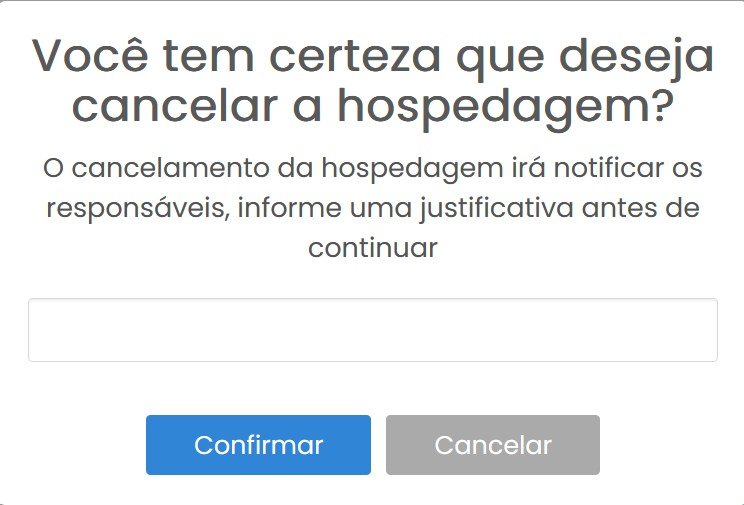 Você tem certeza que deseja
cancelar a hospedagem?
O cancelamento da hospedagem irá notificar os
responsáveis, informe uma justificativa antes de
continuar
Confirmar
Cancelar